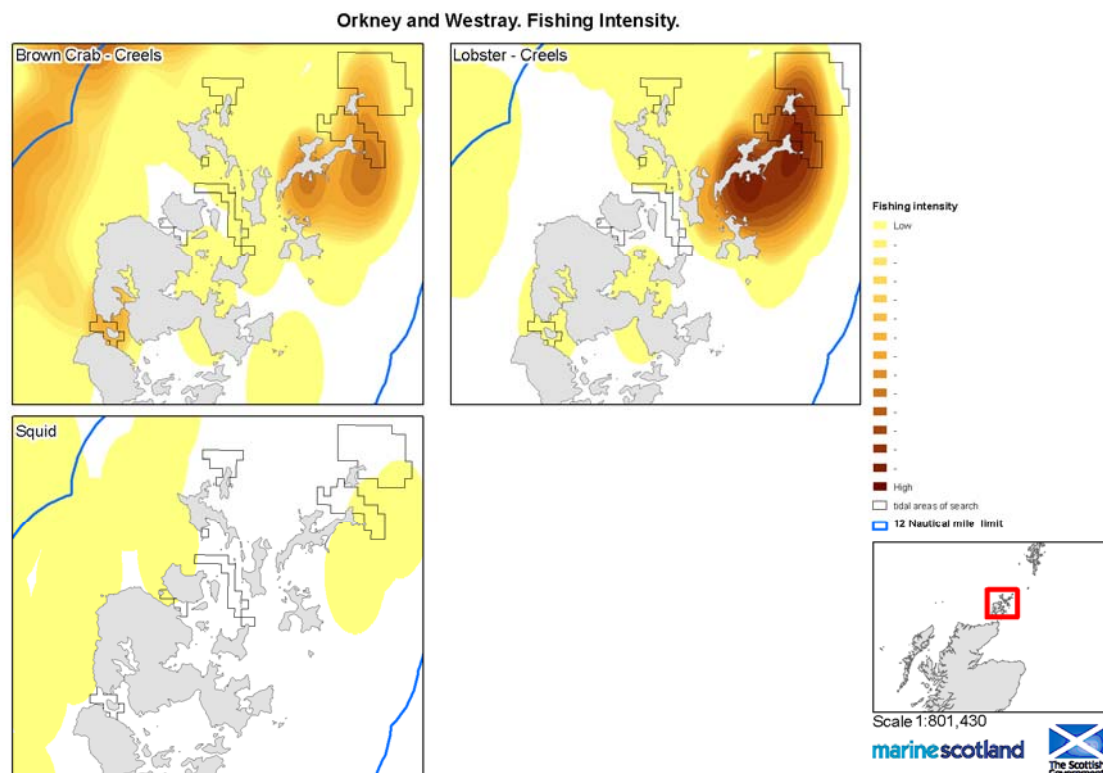 Orkney and Westray. Fishing Intensity.
Brown Crab - Creels
Lobster - Creels
Squid
Fishing intensity
Low
-
-
-
-
-
-
-
-
-
-
-
-
-
High
tidal areas of search
12 Nautical mile limit
Scale 1:801,430
marinescotland
The Scottish
Government